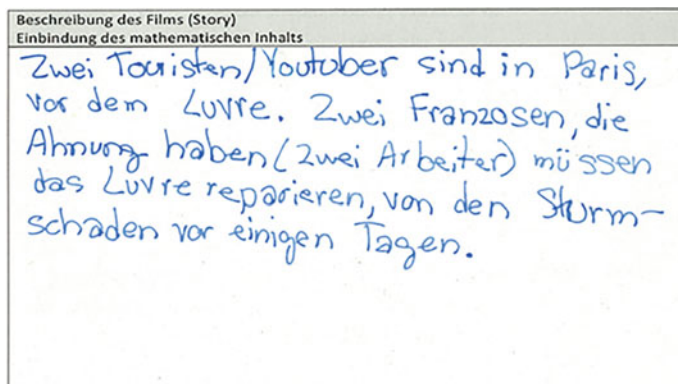 Beschreibung des Films (Story)
Einbindung des mathematischen Inhalts
Zwei Touristen/Youtuber sind in Paris,
vor dem Luvre. Zwei Franzosen, die
Ahnung haben (zwei Arbeiter) müssen
das Luvre reparieren, von den Sturm-
schaden vor einigen Tagen.